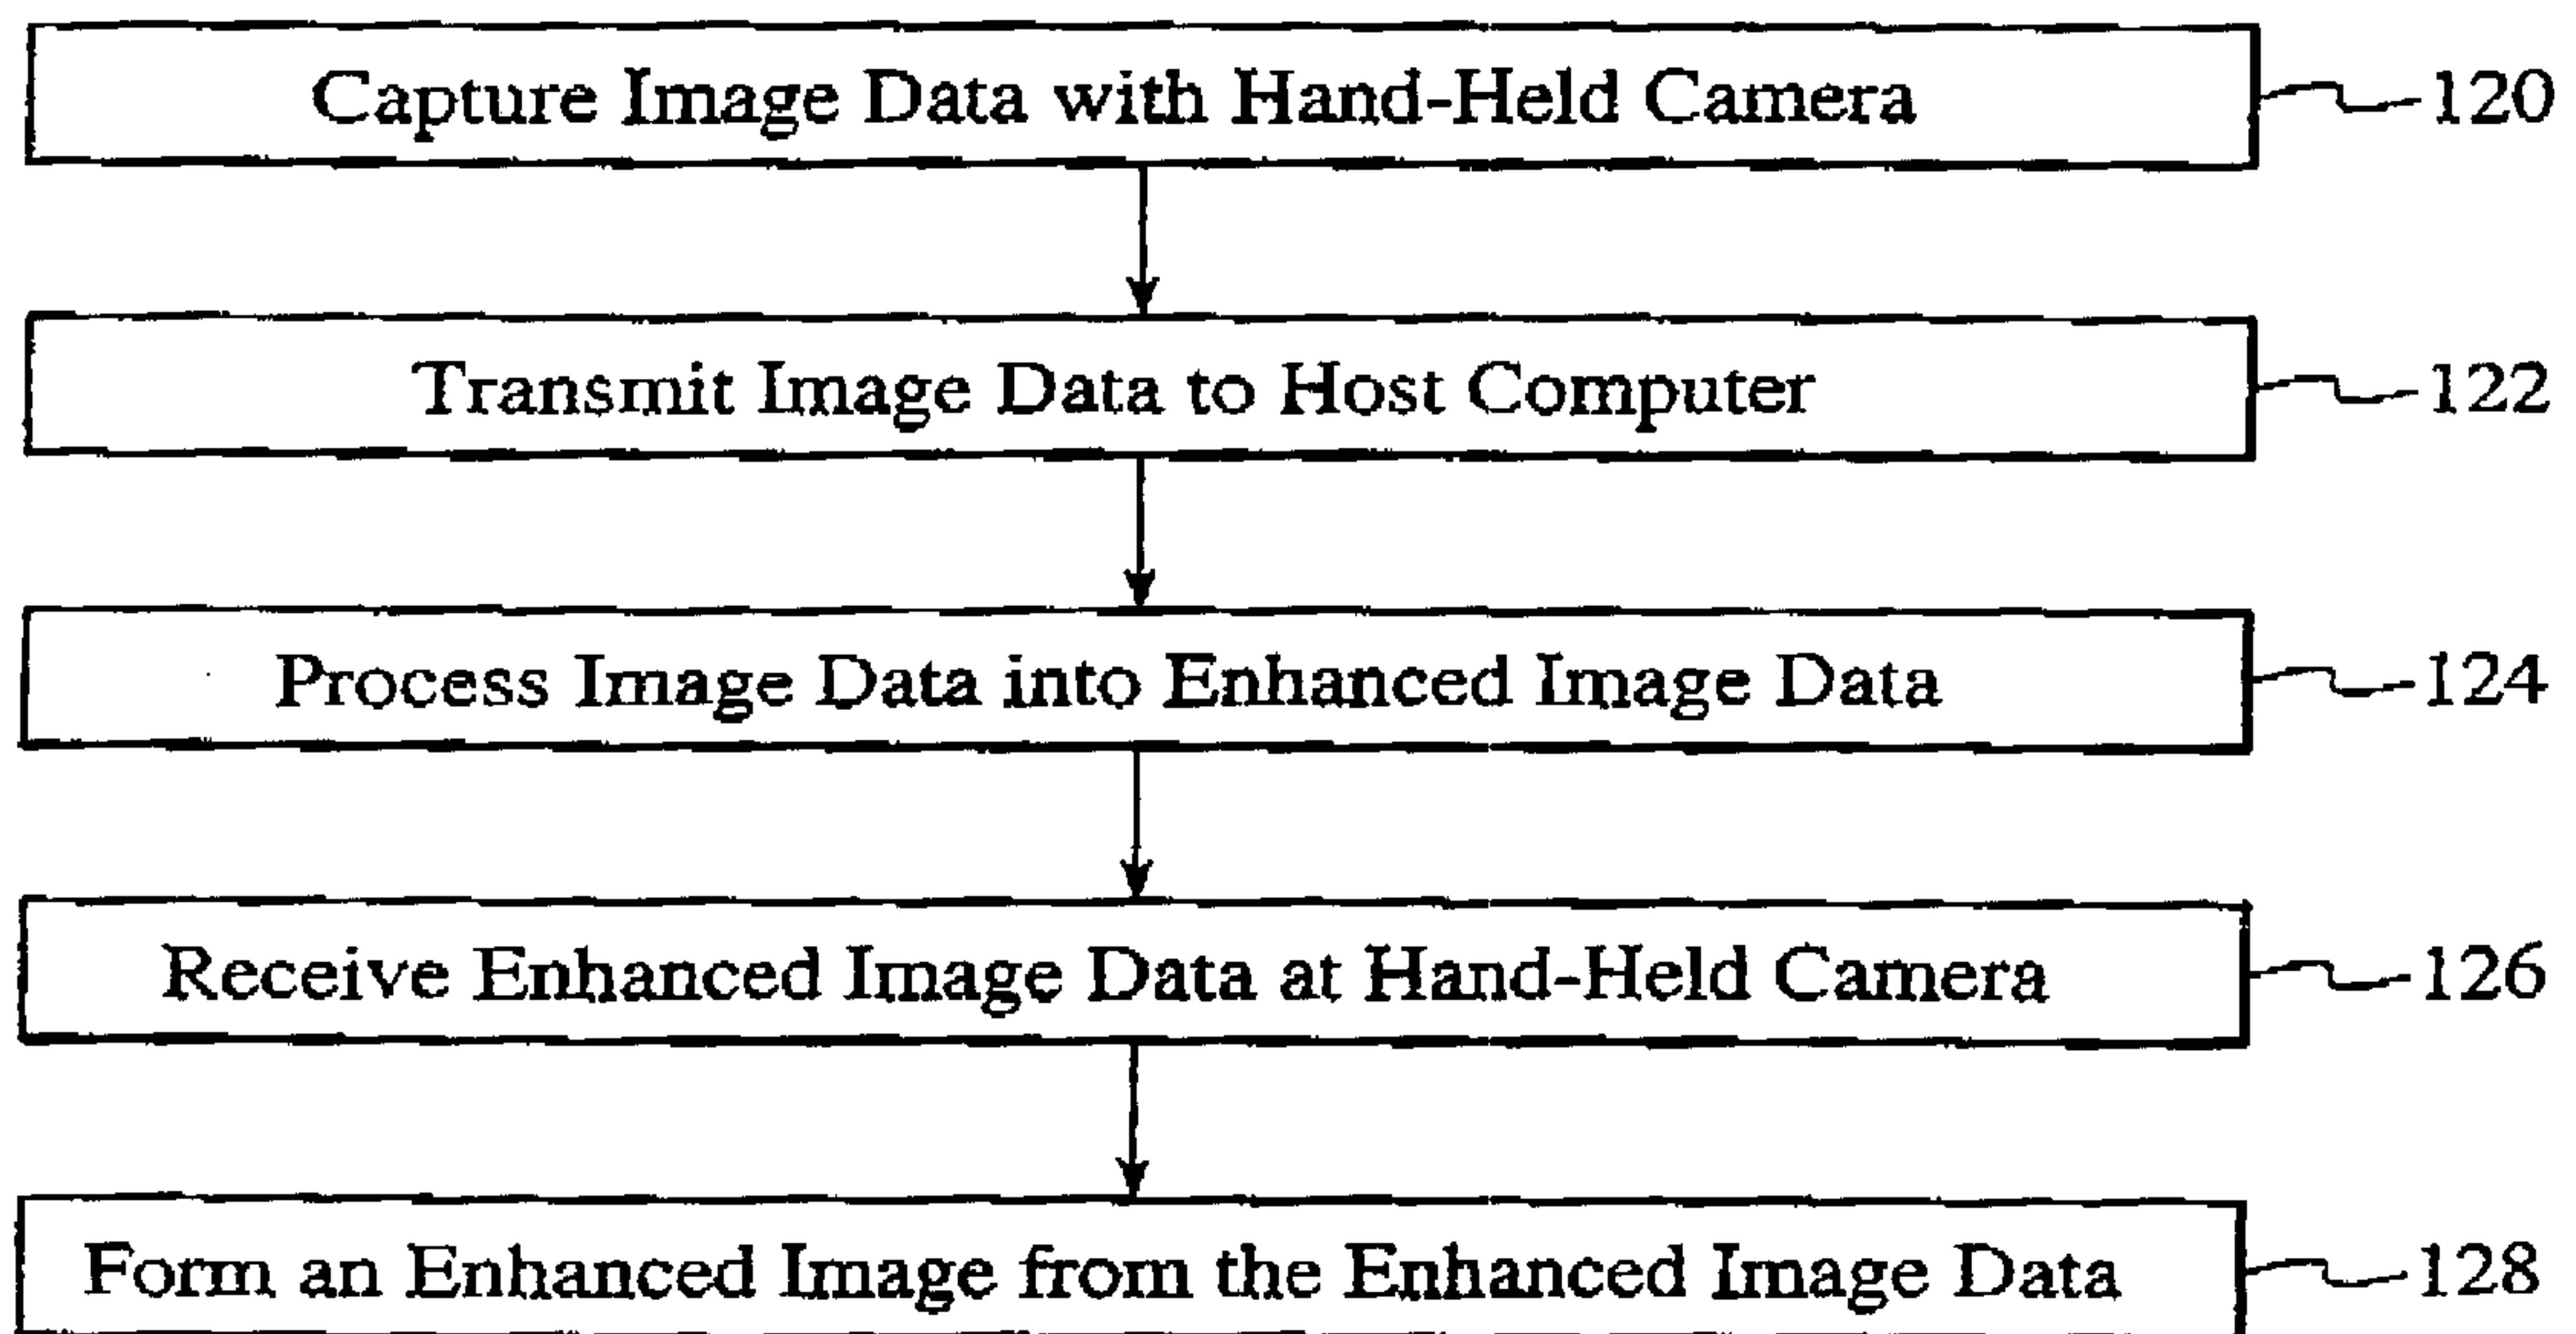 Capture Image Data with Hand-Held Camera 120
Transmit Image Data to Host Computer 122
Process Image Data into Enhanced Image Data 124
Receive Enhanced Image Data at Hand-Held Camera 126
Form an Enhanced Image from the Enhanced Image Data 128